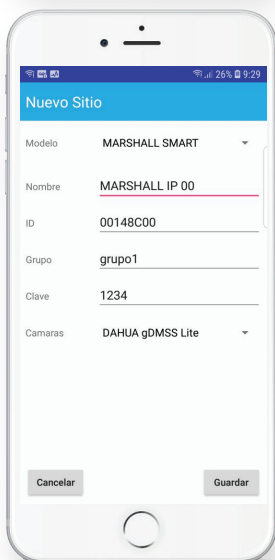 26% 9:29
Nuevo Sitio
Modelo MARSHALL SMART
Nombre MARSHALL IP 00
ID 00148C00
Grupo grupo1
Clave 1234
Camaras DAHUA gDMSS Lite
Cancelar Guardar